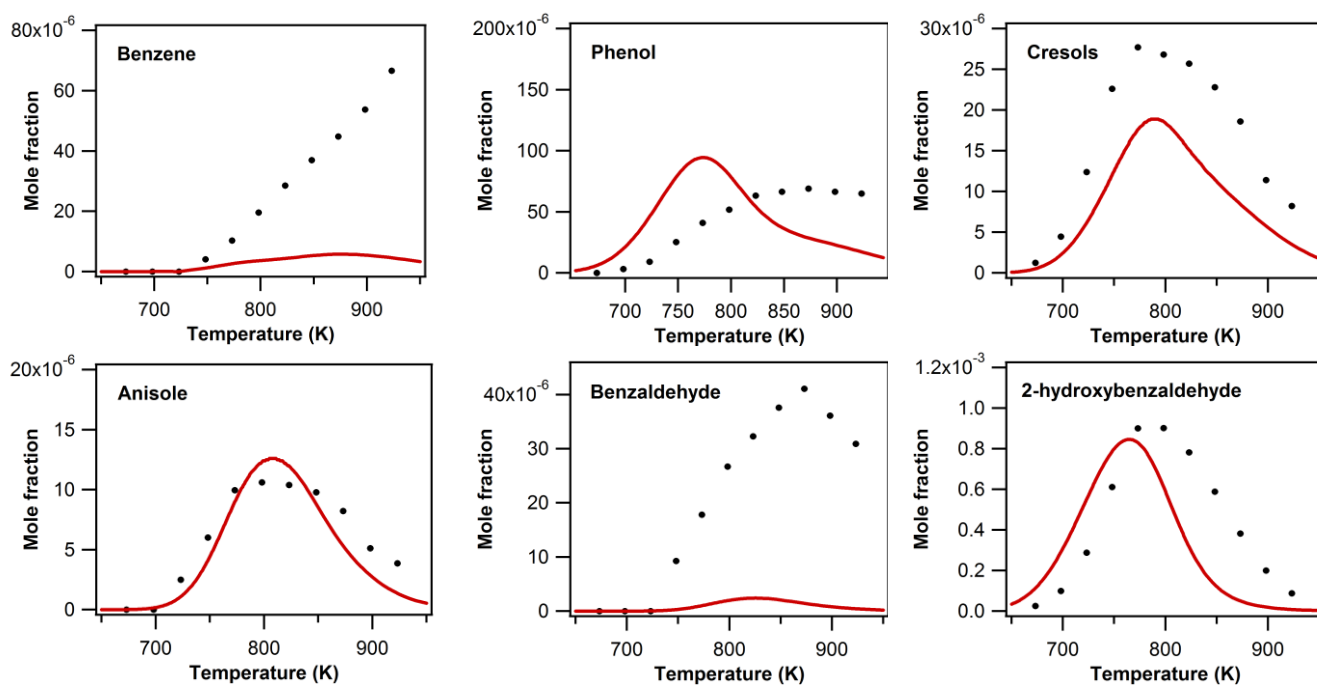 80x10⁻⁶
60
40
20
0
Mole fraction
Benzene
700
800
900
Temperature (K)
200x10⁻⁶
150
100
50
0
Mole fraction
Phenol
700
750
800
850
900
Temperature (K)
30x10⁻⁶
25
20
15
10
5
0
Mole fraction
Cresols
700
800
900
Temperature (K)
20x10⁻⁶
15
10
5
0
Mole fraction
Anisole
700
800
900
Temperature (K)
40x10⁻⁶
30
20
10
0
Mole fraction
Benzaldehyde
700
800
900
Temperature (K)
1.2x10⁻³
1.0
0.8
0.6
0.4
0.2
0.0
Mole fraction
2-hydroxybenzaldehyde
700
800
900
Temperature (K)